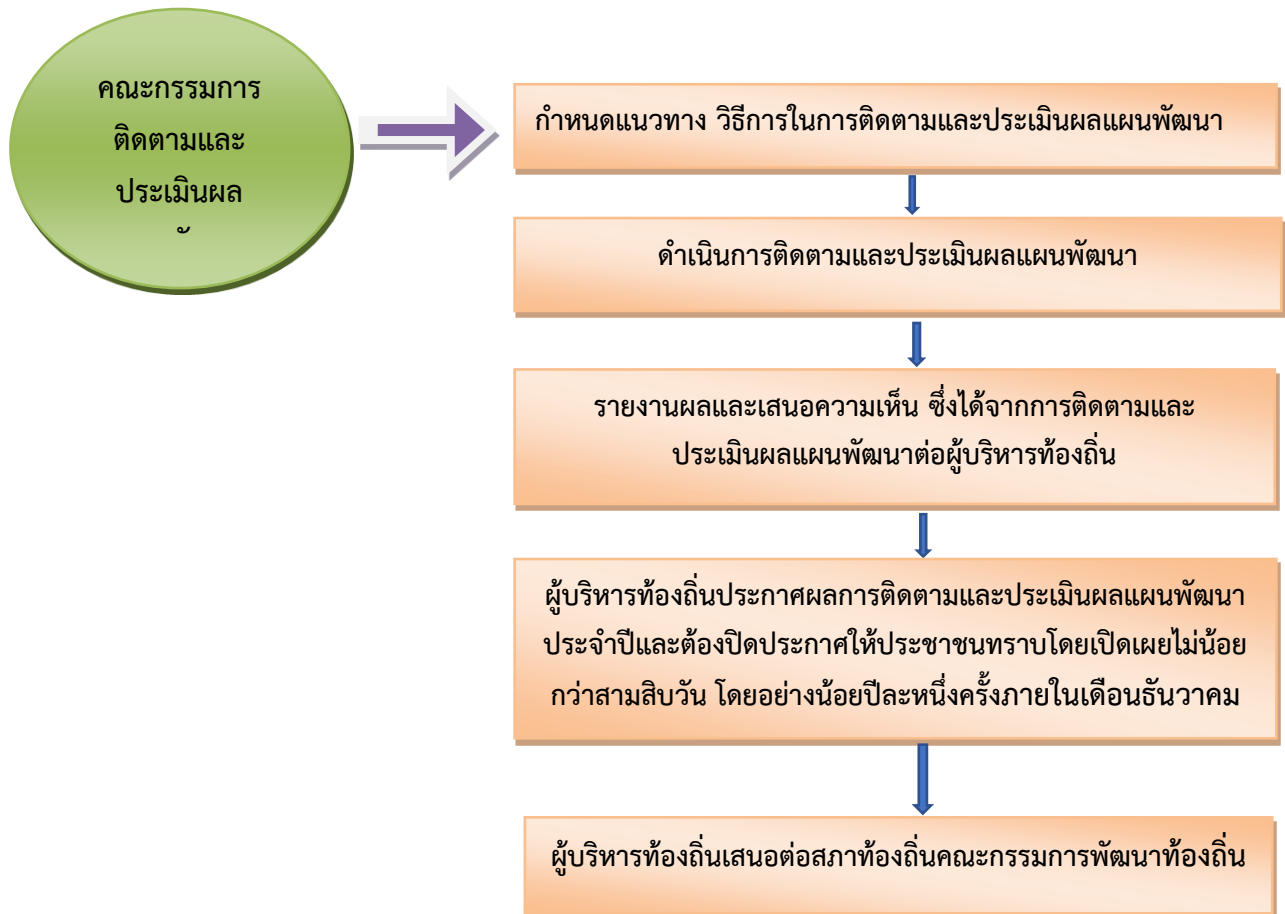 คณะกรรมการ
ติดตามและ
ประเมินผล
กำหนดแนวทาง วิธีการในการติดตามและประเมินผลแผนพัฒนา
ดำเนินการติดตามและประเมินผลแผนพัฒนา
รายงานผลและเสนอความเห็น ซึ่งได้จากการติดตามและ
ประเมินผลแผนพัฒนาต่อผู้บริหารท้องถิ่น
ผู้บริหารท้องถิ่นประกาศผลการติดตามและประเมินผลแผนพัฒนา
ประจำปีและต้องปิดประกาศให้ประชาชนทราบโดยเปิดเผยไม่น้อย
กว่าสามสิบวัน โดยอย่างน้อยปีละหนึ่งครั้งภายในเดือนธันวาคม
ผู้บริหารท้องถิ่นเสนอต่อสภาท้องถิ่นคณะกรรมการพัฒนาท้องถิ่น